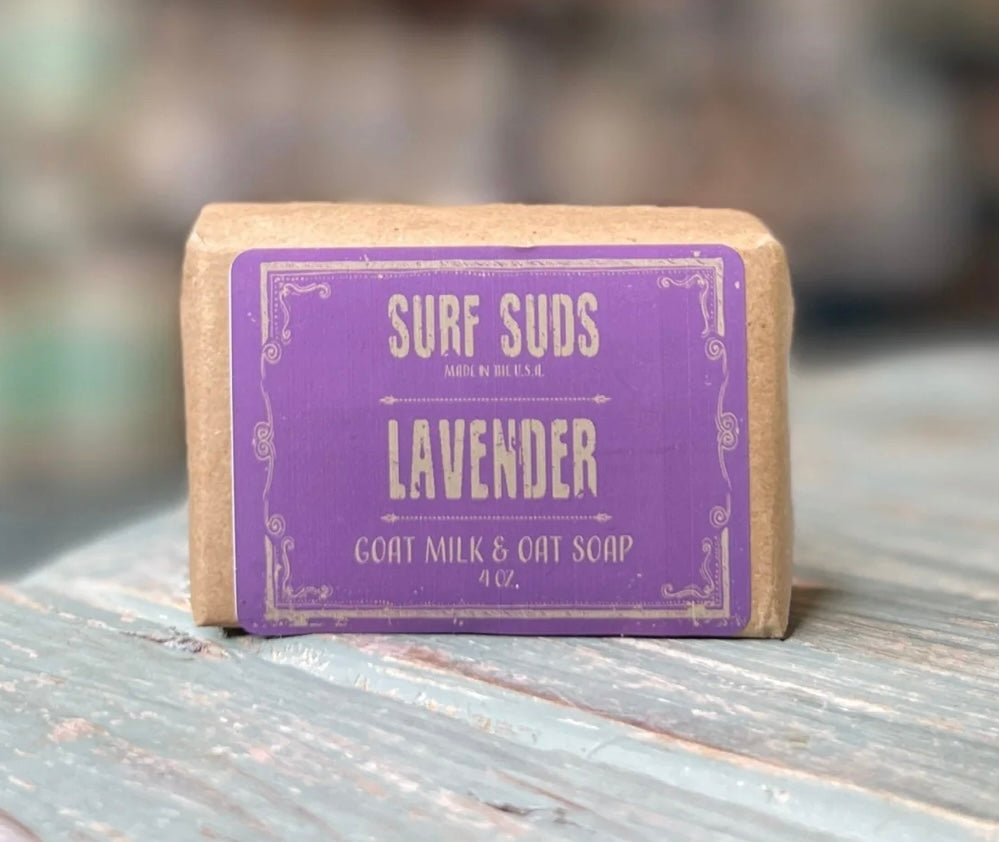 SURF SUDS
MADE IN THE U.S.A.
LAVENDER
GOAT MILK & OAT SOAP
4 OZ.